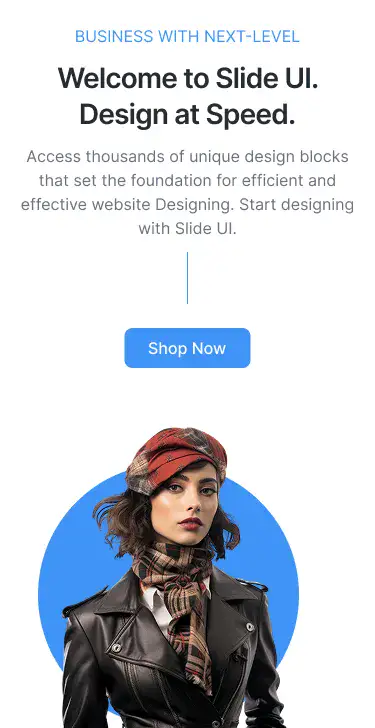 BUSINESS WITH NEXT-LEVEL
Welcome to Slide UI.
Design at Speed.
Access thousands of unique design blocks
that set the foundation for efficient and
effective website Designing. Start designing
with Slide UI.
Shop Now